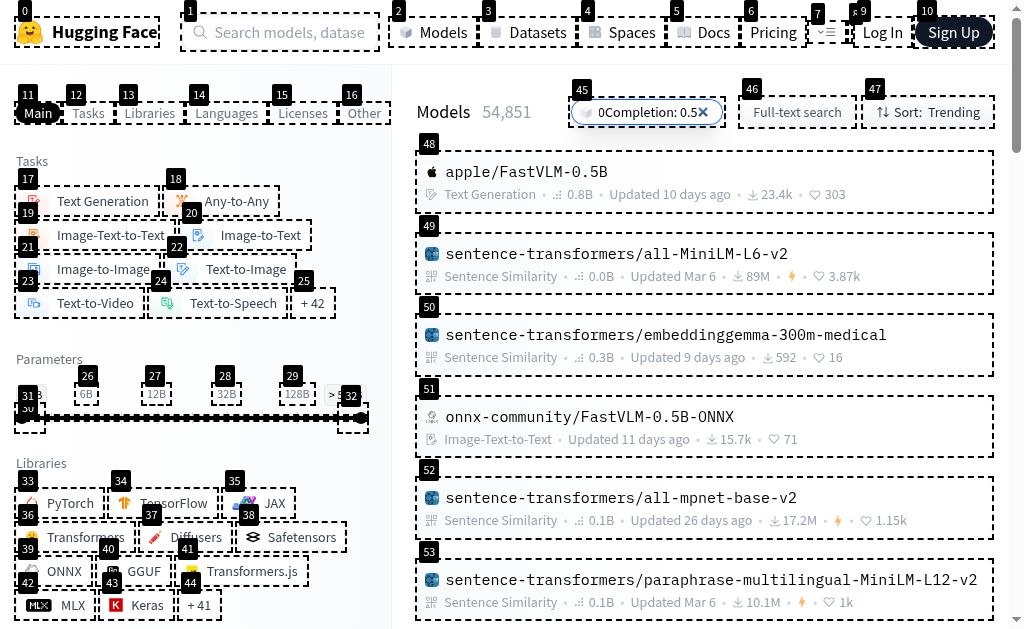 0 1 2 3 4 5 6 7 9 10
Hugging Face Search models, datase Models Datasets Spaces Docs Pricing Log In Sign Up
11 12 13 14 15 16
Main Tasks Libraries Languages Licenses Other
Tasks
17 18
Text Generation Any-to-Any
19 20
Image-Text-to-Text Image-to-Text
21 22
Image-to-Image Text-to-Image
23 24 25
Text-to-Video Text-to-Speech + 42
Parameters
26 27 28 29
31 6B 12B 32B 128B > 32
30
Libraries
33 34 35
PyTorch TensorFlow JAX
36 37 38
Transformers Diffusers Safetensors
39 40 41
ONNX GGUF Transformers.js
42 43 44
MLX MLX K Keras + 41
45 46 47
Models 54,851 0Completion: 0.5 Full-text search Sort: Trending
48
apple/FastVLM-0.5B
Text Generation • 0.8B • Updated 10 days ago • 23.4k • 303
49
sentence-transformers/all-MiniLM-L6-v2
Sentence Similarity • 0.0B • Updated Mar 6 • 89M • • 3.87k
50
sentence-transformers/embeddinggemma-300m-medical
Sentence Similarity • 0.3B • Updated 9 days ago • 592 • 16
51
onnx-community/FastVLM-0.5B-ONNX
Image-Text-to-Text • Updated 11 days ago • 15.7k • 71
52
sentence-transformers/all-mpnet-base-v2
Sentence Similarity • 0.1B • Updated 26 days ago • 17.2M • • 1.15k
53
sentence-transformers/paraphrase-multilingual-MiniLM-L12-v2
Sentence Similarity • 0.1B • Updated Mar 6 • 10.1M • • 1k